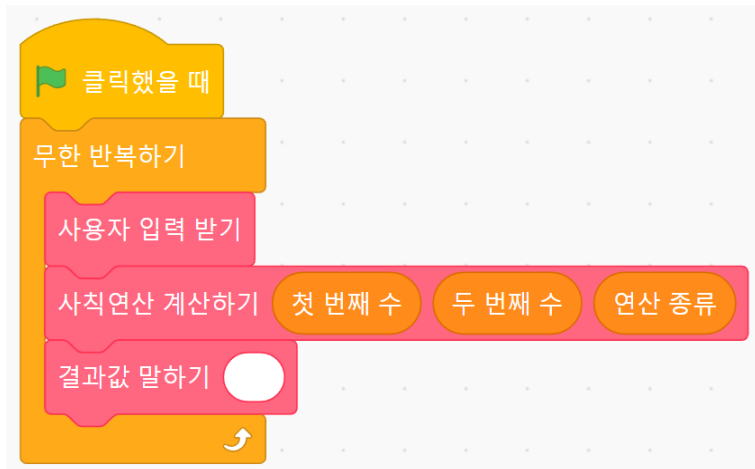 클릭했을 때
무한 반복하기
사용자 입력 받기
사칙연산 계산하기 첫 번째 수 두 번째 수 연산 종류
결과값 말하기